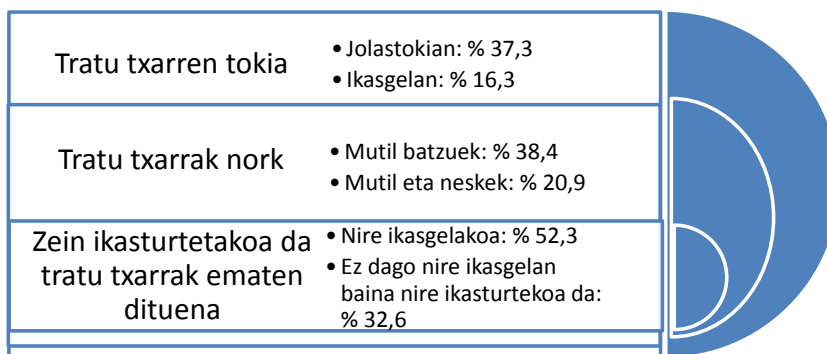 Tratu txarren tokia
• Jolastokian: % 37,3
• Ikasgelan: % 16,3
Tratu txarrak nork
• Mutil batzuek: % 38,4
• Mutil eta neskek: % 20,9
Zein ikasturtetakoa da
tratu txarrak ematen
dituena
• Nire ikasgelakoa: % 52,3
• Ez dago nire ikasgelan
baina nire ikasturtekoa da:
% 32,6